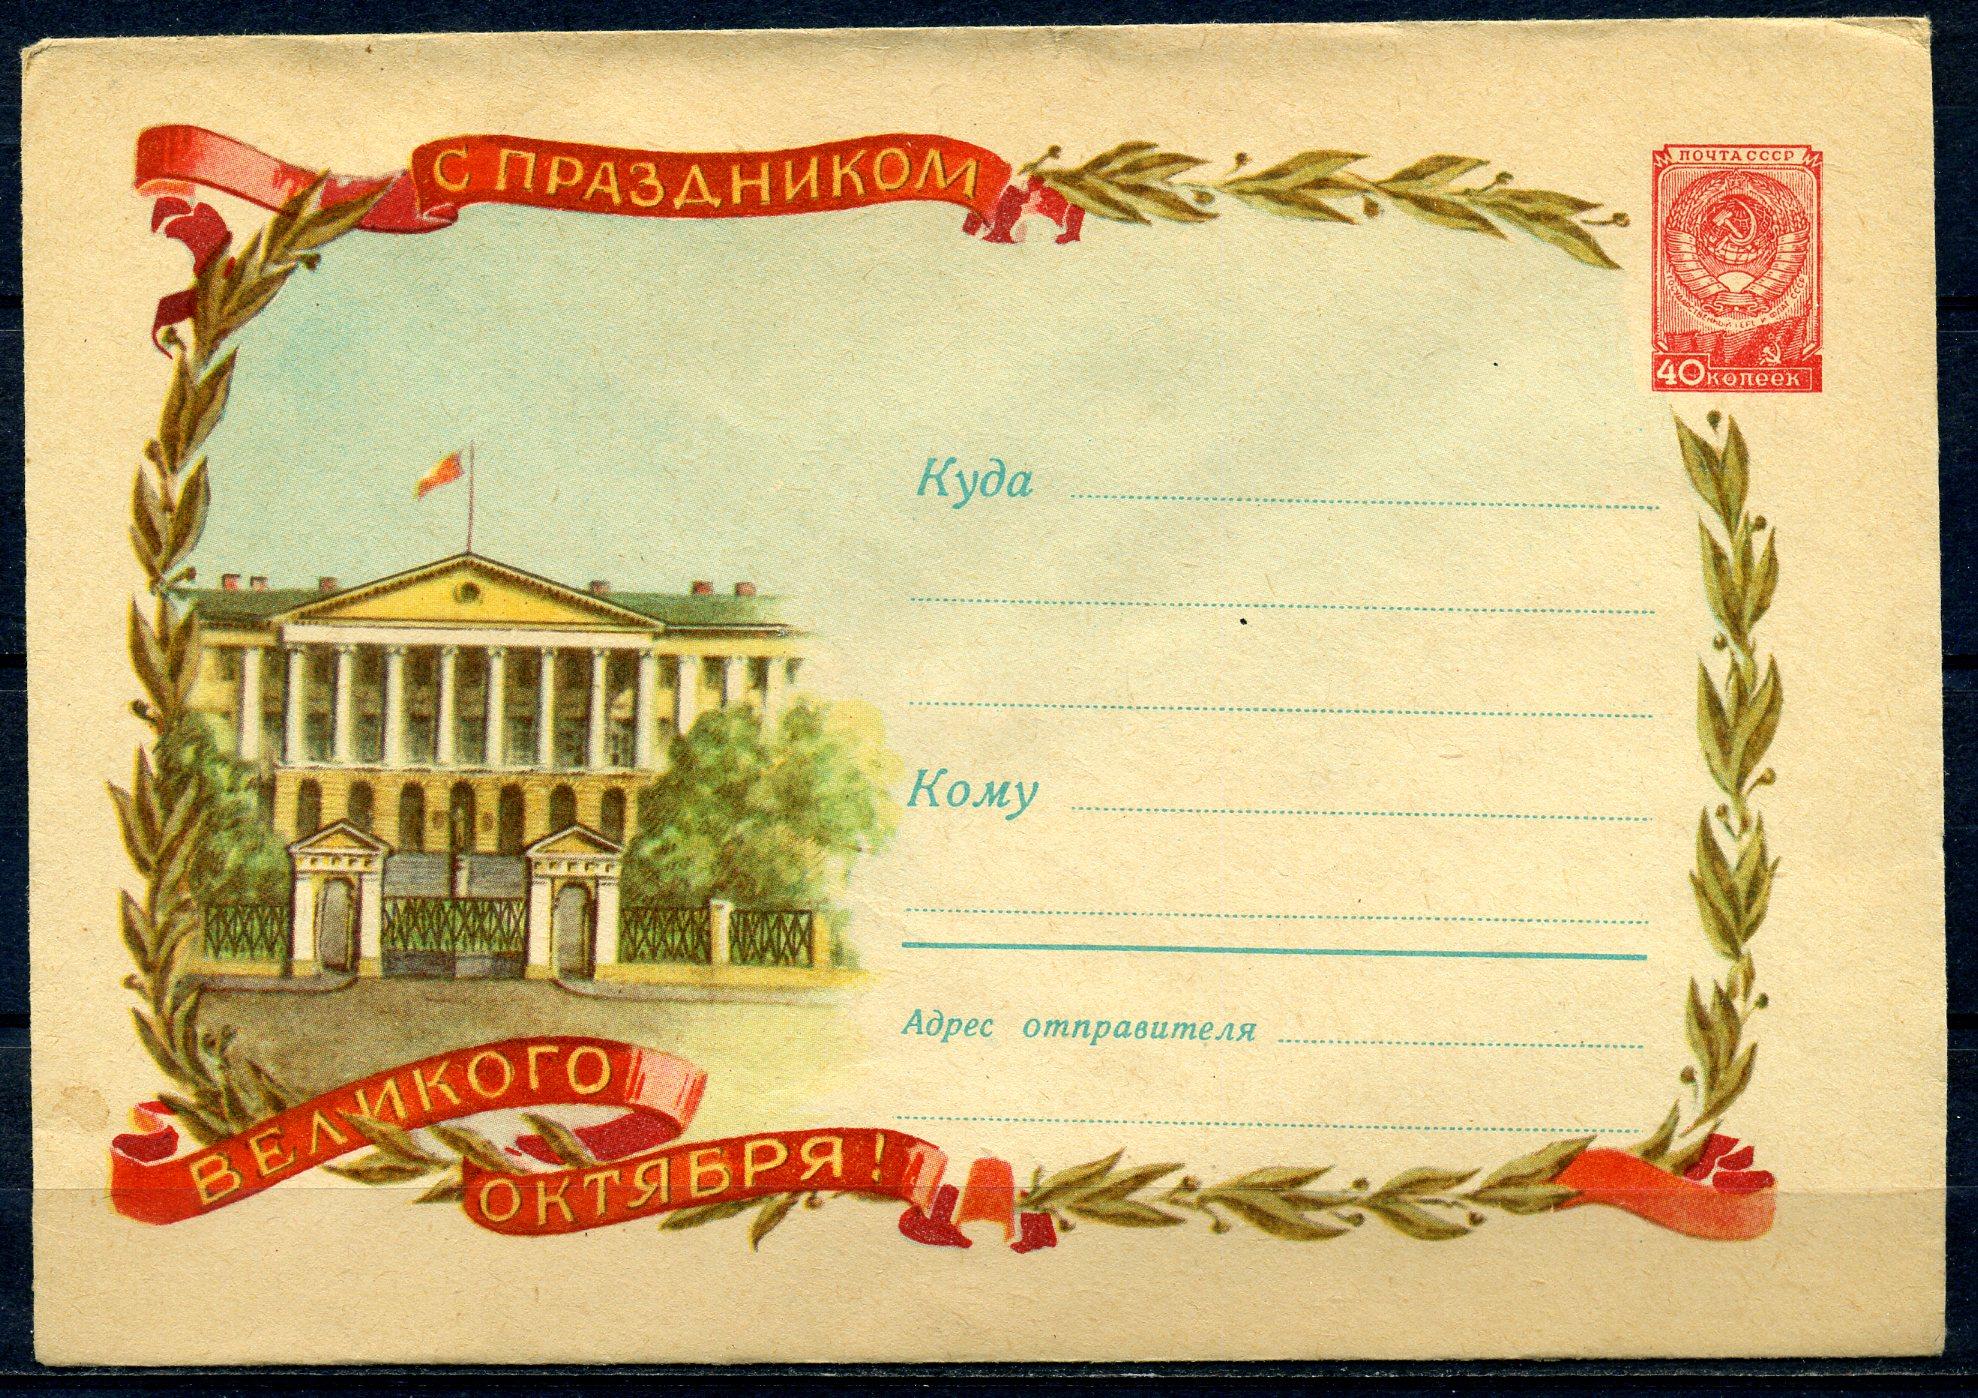 С ПРАЗДНИКОМ
ПОЧТА СССР
40 копеек
Куда
Кому
Адрес отправителя
ВЕЛИКОГО
ОКТЯБРЯ!